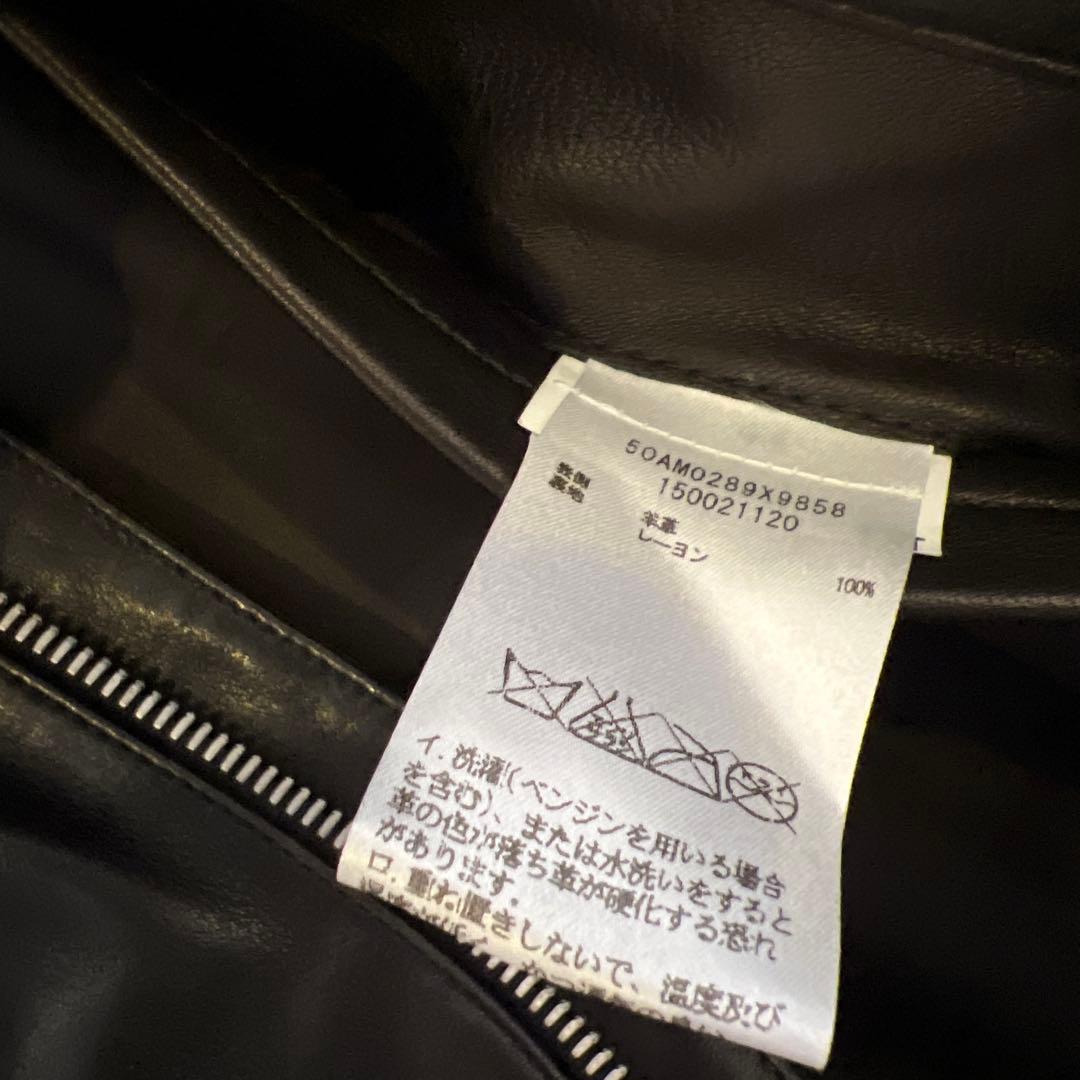 50AM0289X9858
150021120
表側 羊革
裏地 レーヨン 100%
イ.洗濯(ベンジンを用いる場合
を含む)、または水洗いをすると
革の色が落ち革が硬化する恐れ
があります.
ロ.重ね置きしないで、温度及び